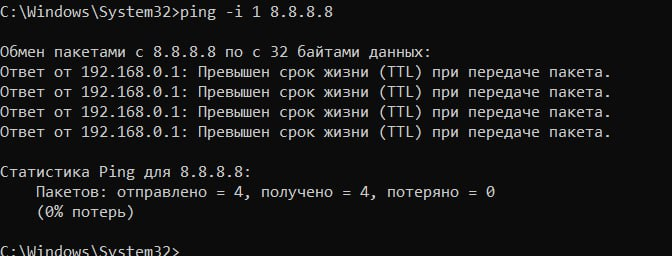 C:\Windows\System32>ping -i 1 8.8.8.8
Обмен пакетами с 8.8.8.8 по с 32 байтами данных:
Ответ от 192.168.0.1: Превышен срок жизни (TTL) при передаче пакета.
Ответ от 192.168.0.1: Превышен срок жизни (TTL) при передаче пакета.
Ответ от 192.168.0.1: Превышен срок жизни (TTL) при передаче пакета.
Ответ от 192.168.0.1: Превышен срок жизни (TTL) при передаче пакета.
Статистика Ping для 8.8.8.8:
Пакетов: отправлено = 4, получено = 4, потеряно = 0
(0% потерь)
C:\Windows\System32>